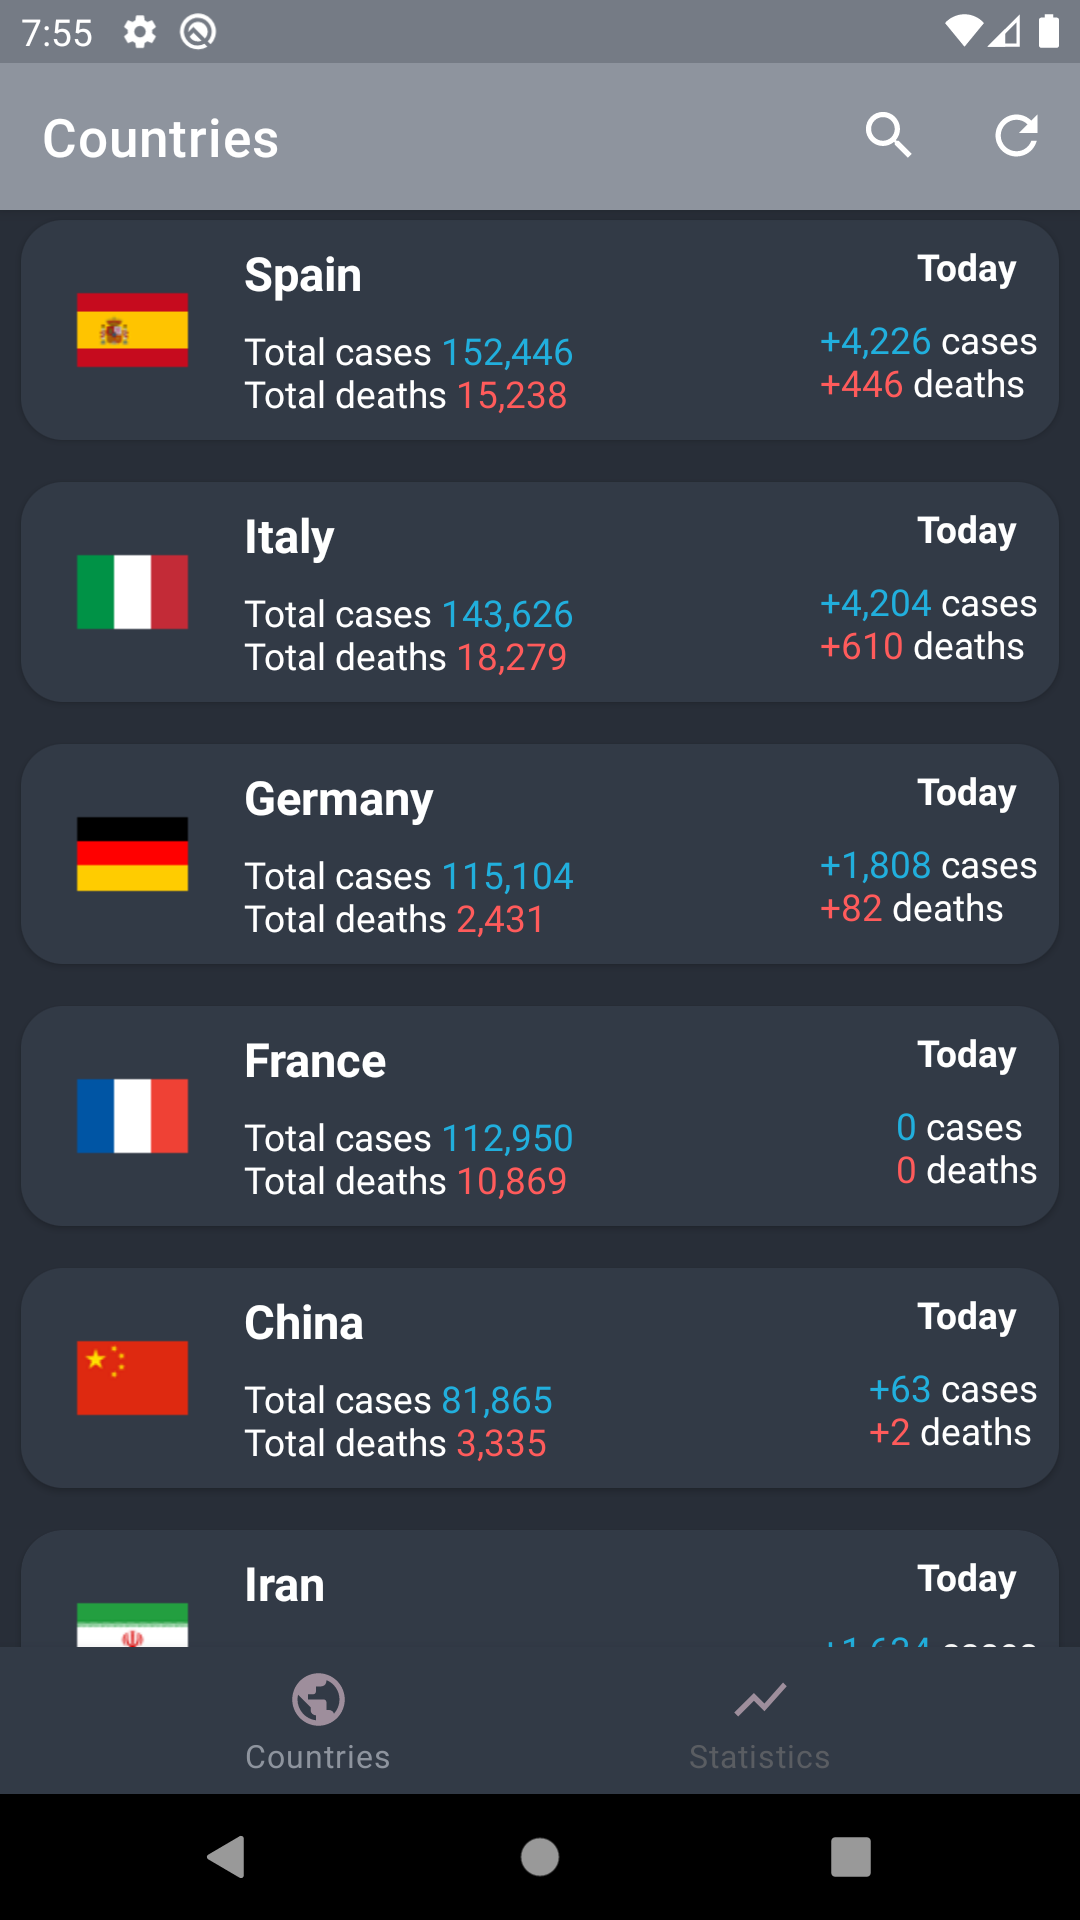 7:55
Countries
Spain
Today
Total cases 152,446
+4,226 cases
Total deaths 15,238
+446 deaths
Italy
Today
Total cases 143,626
+4,204 cases
Total deaths 18,279
+610 deaths
Germany
Today
Total cases 115,104
+1,808 cases
Total deaths 2,431
+82 deaths
France
Today
Total cases 112,950
0 cases
Total deaths 10,869
0 deaths
China
Today
Total cases 81,865
+63 cases
Total deaths 3,335
+2 deaths
Iran
Today
+1,634 cases
Countries
Statistics